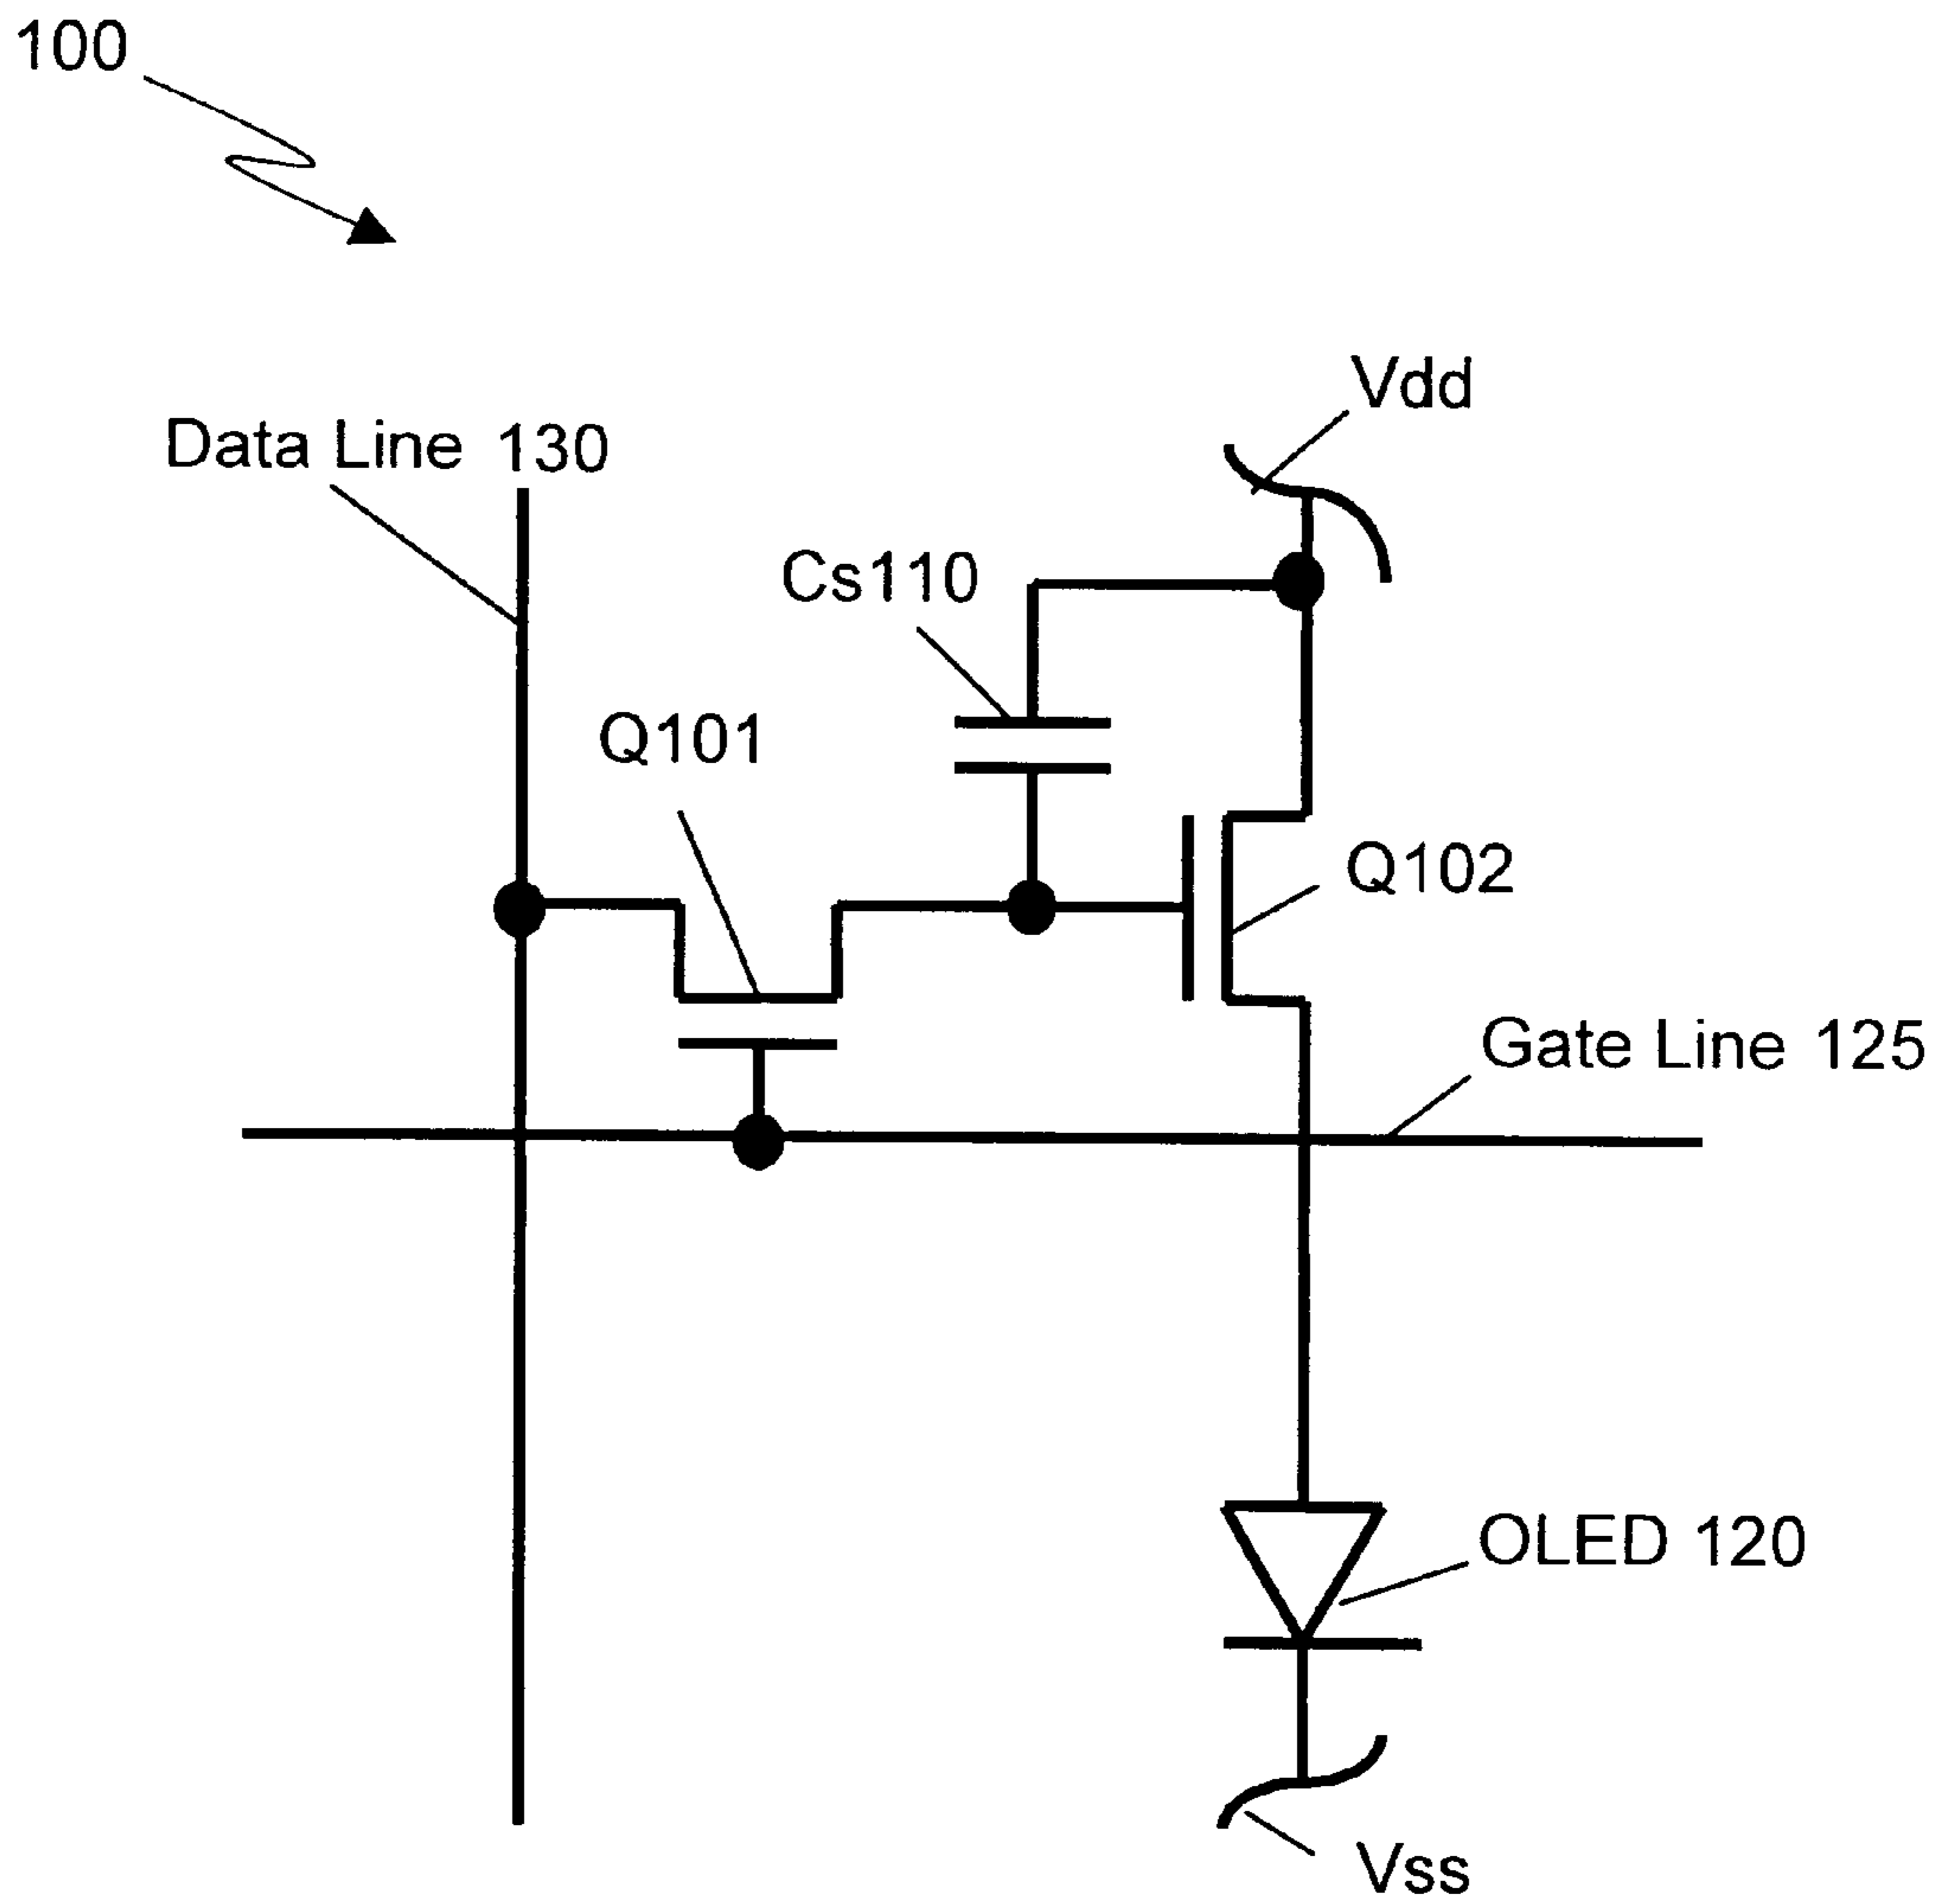 100
Vdd
Data Line 130
Cs110
Q101
Q102
Gate Line 125
OLED 120
Vss